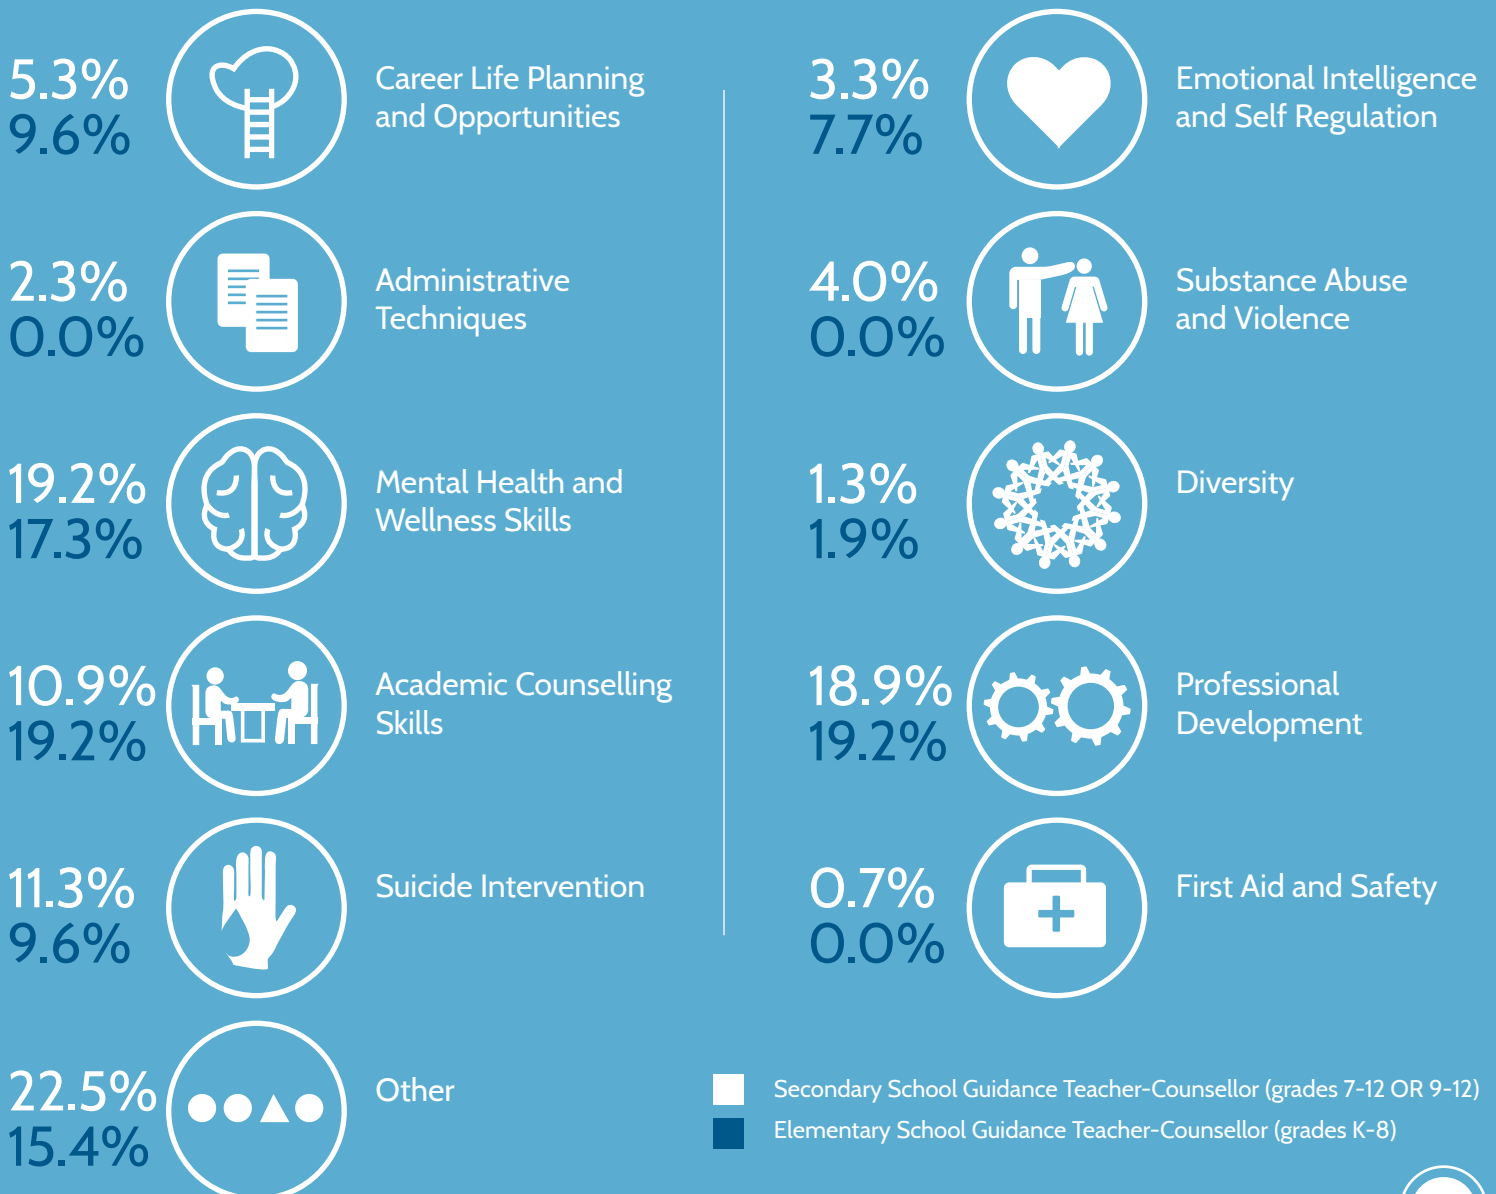 5.3%
9.6%
Career Life Planning
and Opportunities
2.3%
0.0%
Administrative
Techniques
19.2%
17.3%
Mental Health and
Wellness Skills
10.9%
19.2%
Academic Counselling
Skills
11.3%
9.6%
Suicide Intervention
22.5%
15.4%
Other
3.3%
7.7%
Emotional Intelligence
and Self Regulation
4.0%
0.0%
Substance Abuse
and Violence
1.3%
1.9%
Diversity
18.9%
19.2%
Professional
Development
0.7%
0.0%
First Aid and Safety
Secondary School Guidance Teacher-Counsellor (grades 7-12 OR 9-12)
Elementary School Guidance Teacher-Counsellor (grades K-8)